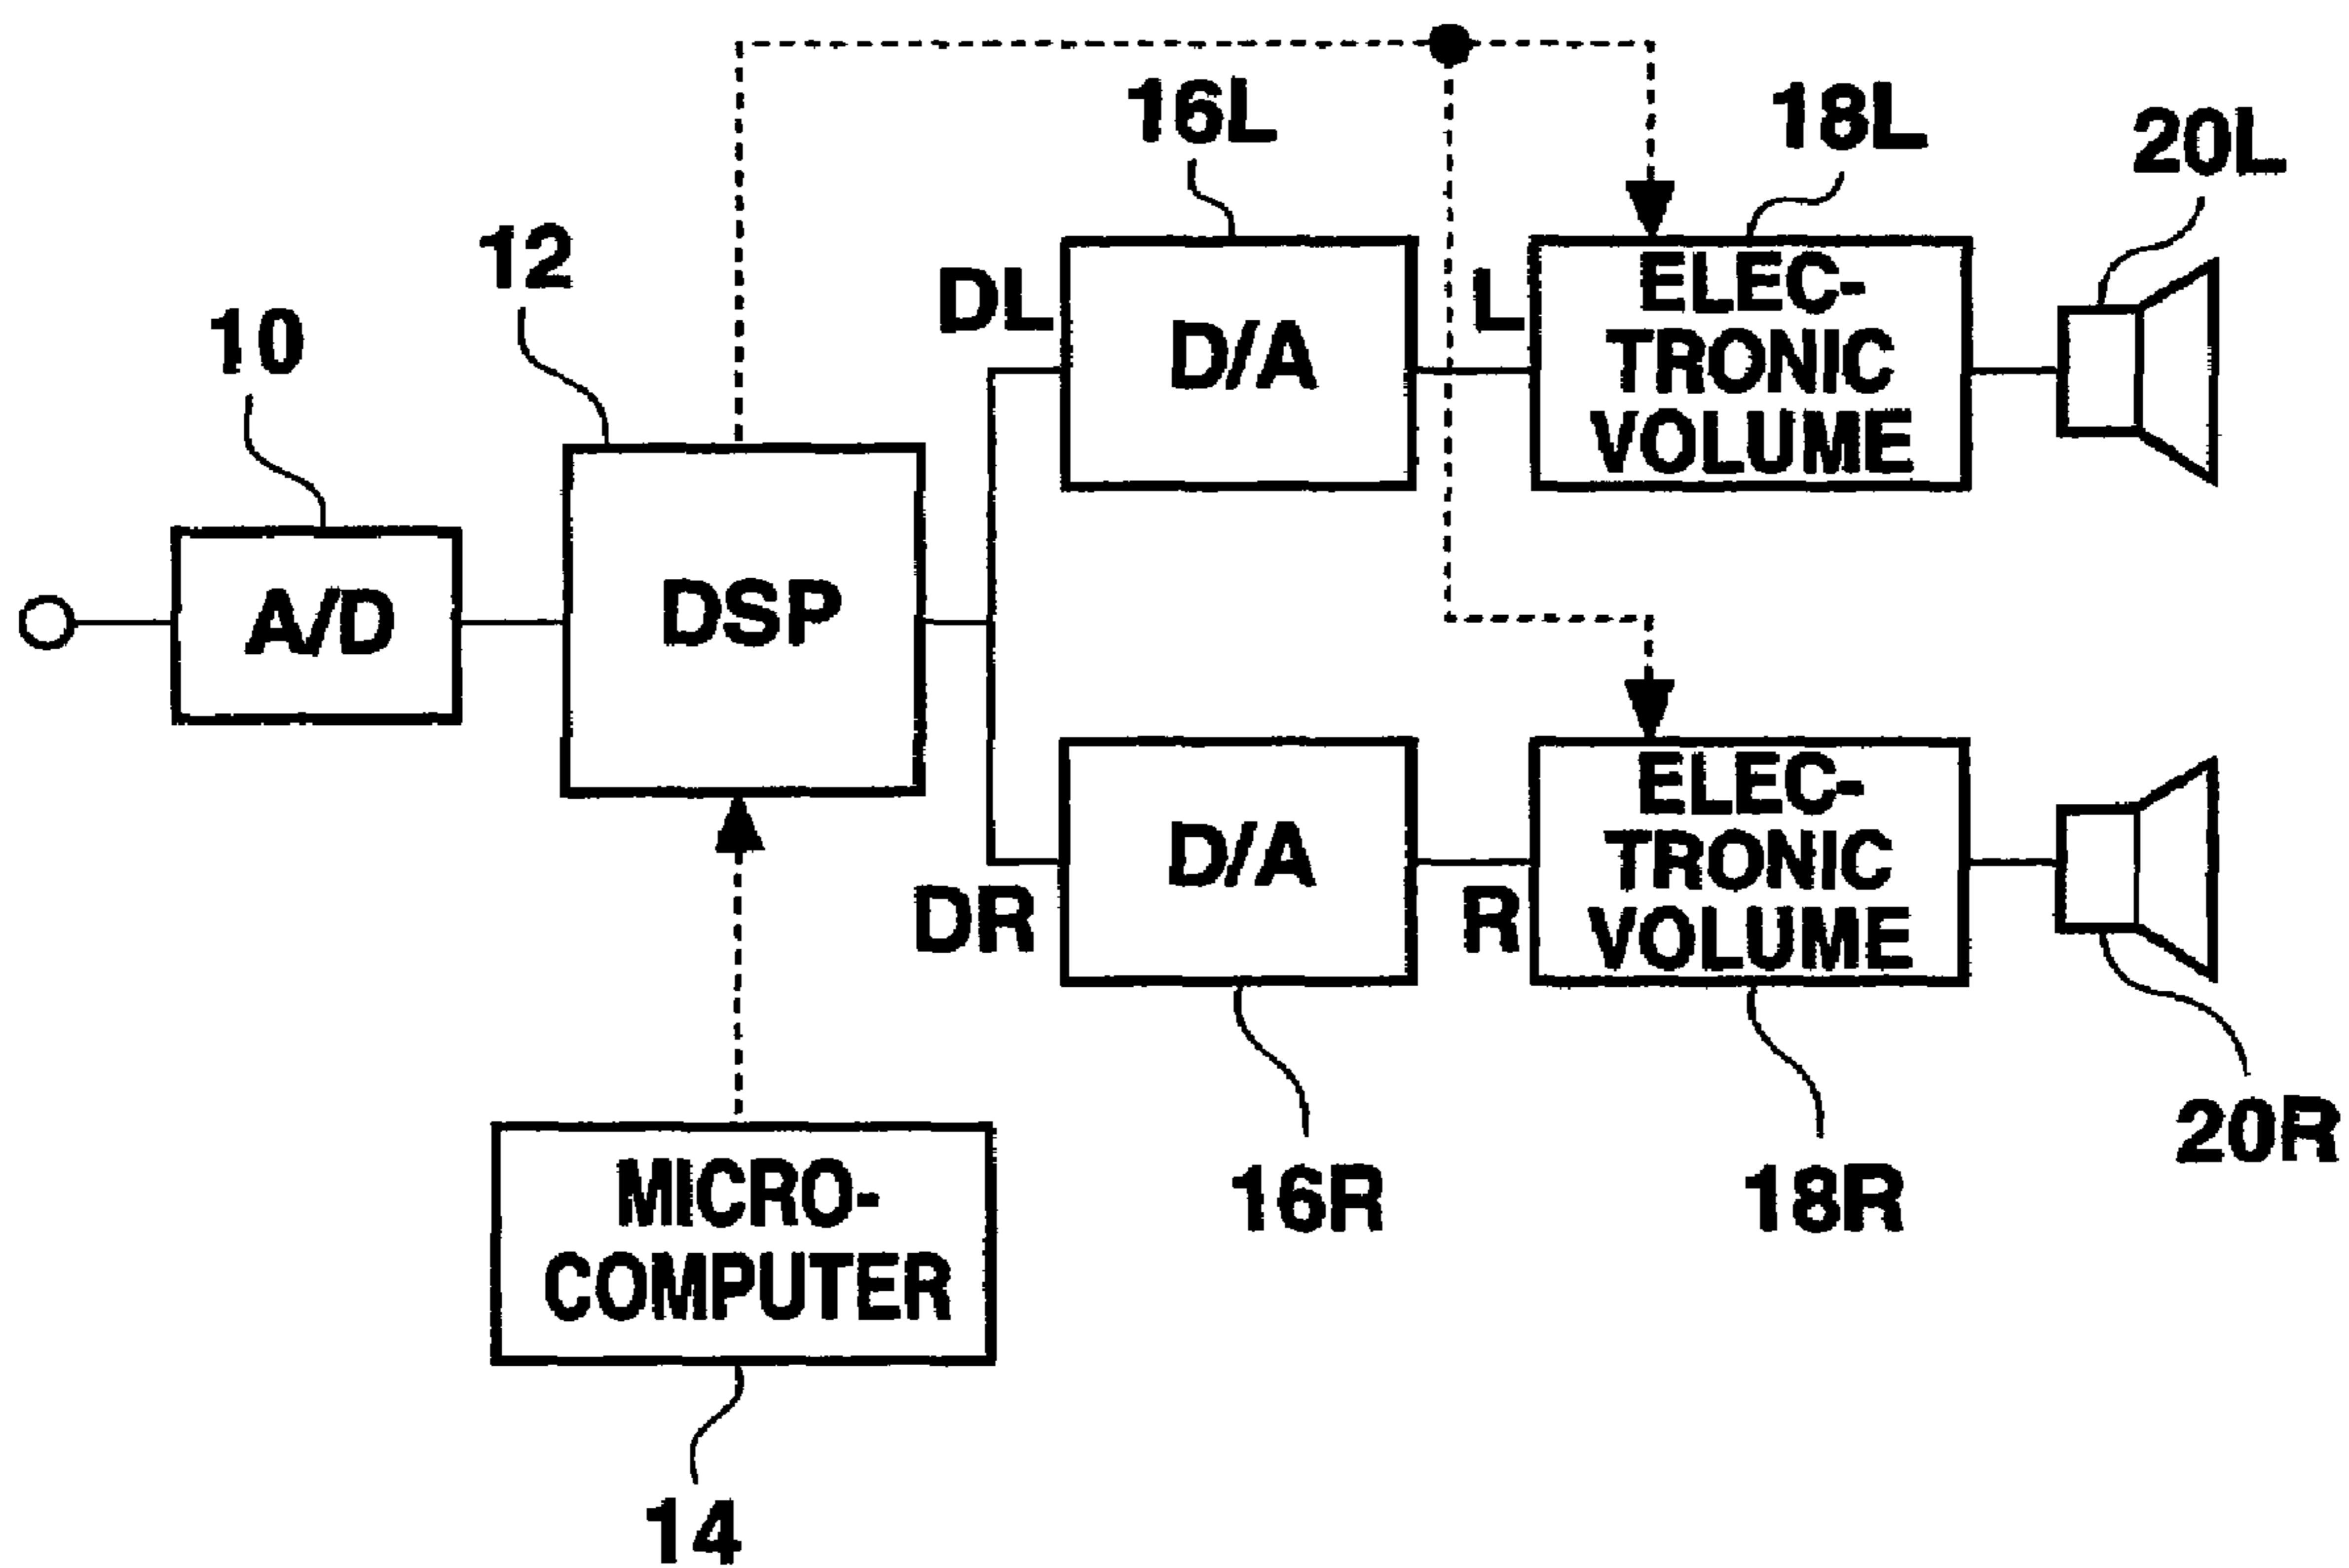 16L
18L
20L
12
10
DL
D/A
L
ELEC-
TRONIC
VOLUME
A/D
DSP
D/A
DR
R
ELEC-
TRONIC
VOLUME
MICRO-
COMPUTER
16R
18R
20R
14